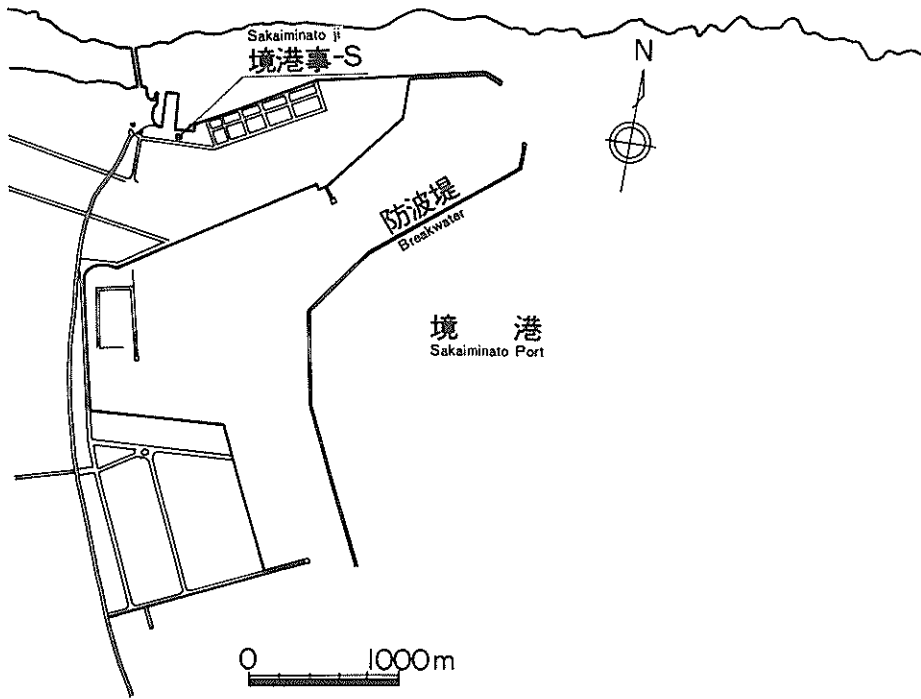 Sakaiminato ji
境港事-S
N
防波堤
Breakwater
境 港
Sakaiminato Port
0 1000m